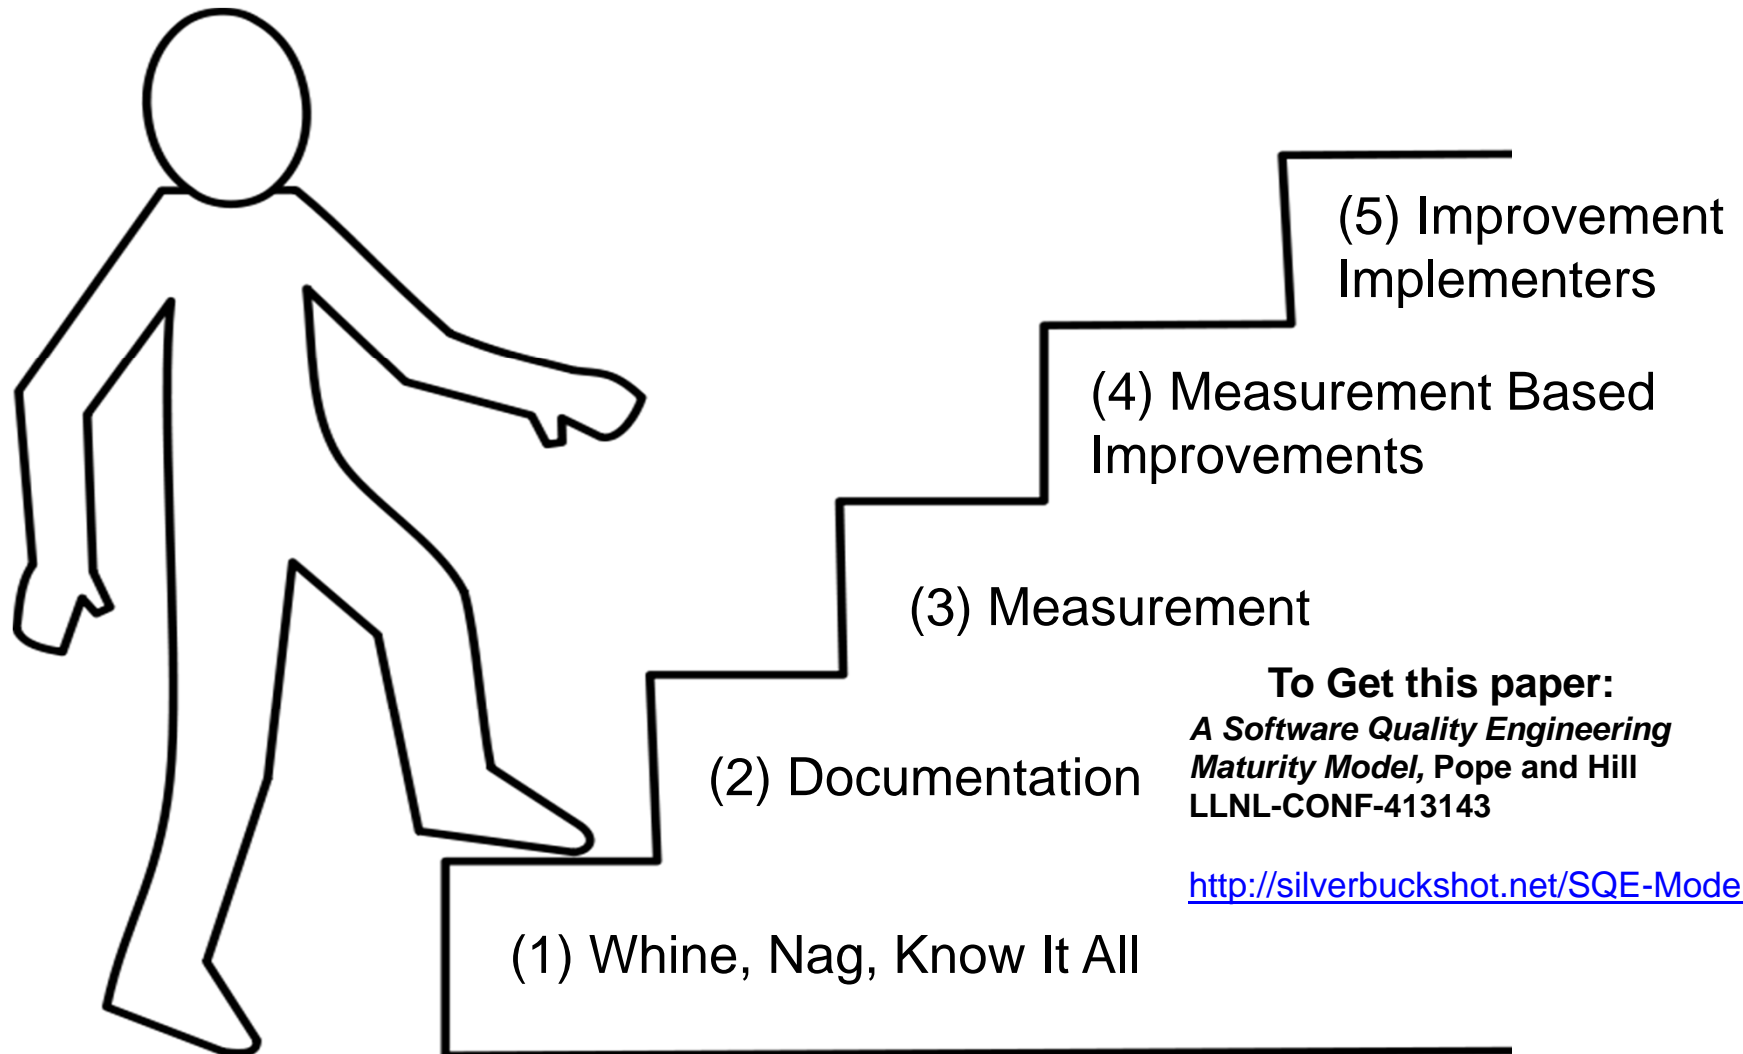 (5) Improvement
Implementers
(4) Measurement Based
Improvements
(3) Measurement
To Get this paper:
A Software Quality Engineering
Maturity Model, Pope and Hill
LLNL-CONF-413143
(2) Documentation
http://silverbuckshot.net/SQE-Mode
(1) Whine, Nag, Know It All